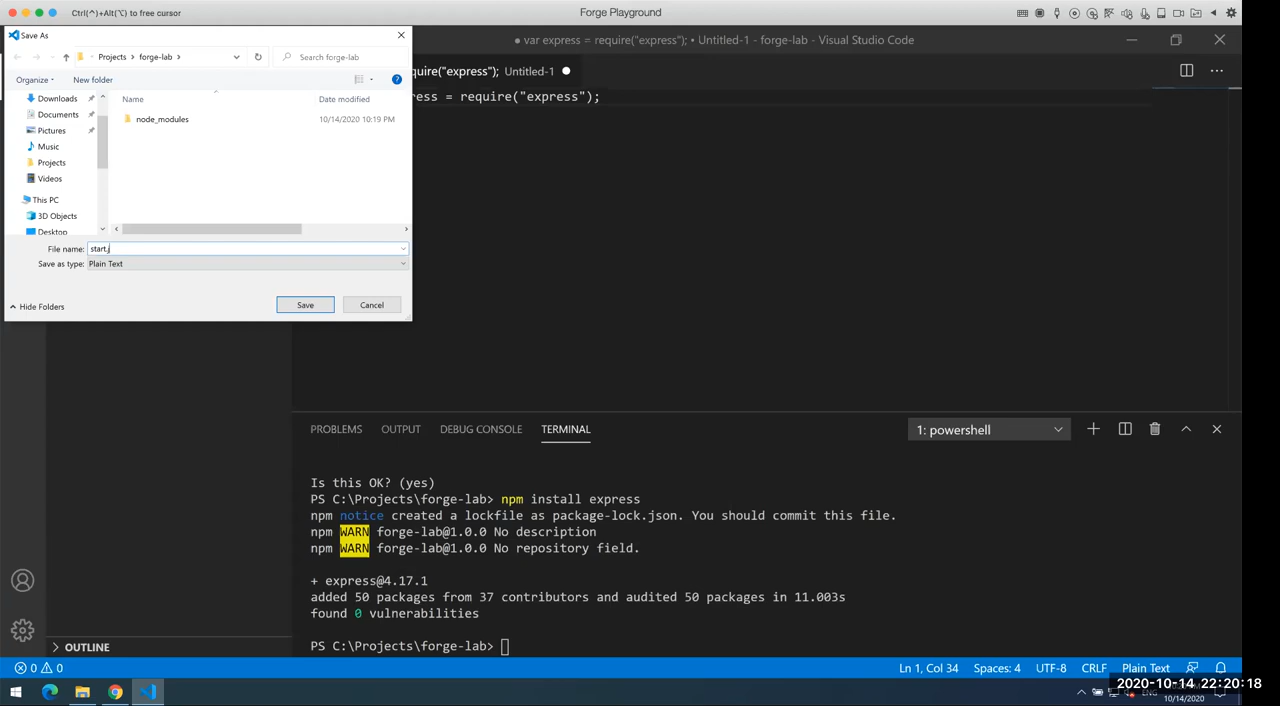 Ctrl(^)+Alt(⌥) to free cursor
Forge Playground
Save As
● var express = require("express"); • Untitled-1 - forge-lab - Visual Studio Code
Projects > forge-lab >
Search forge-lab
quire("express"); Untitled-1 ●
Organize
New folder
ress = require("express");
Downloads
Documents
Pictures
Music
Projects
Videos
This PC
3D Objects
Desktop
Name
Date modified
node_modules
10/14/2020 10:19 PM
File name: start.j
Save as type: Plain Text
Hide Folders
Save
Cancel
PROBLEMS OUTPUT DEBUG CONSOLE TERMINAL
1: powershell
Is this OK? (yes)
PS C:\Projects\forge-lab> npm install express
npm notice created a lockfile as package-lock.json. You should commit this file.
npm WARN forge-lab@1.0.0 No description
npm WARN forge-lab@1.0.0 No repository field.
+ express@4.17.1
added 50 packages from 37 contributors and audited 50 packages in 11.003s
found 0 vulnerabilities
PS C:\Projects\forge-lab>
OUTLINE
0 0
Ln 1, Col 34 Spaces: 4 UTF-8 CRLF Plain Text
2020-10-14 22:20:18
ENG
10/14/2020